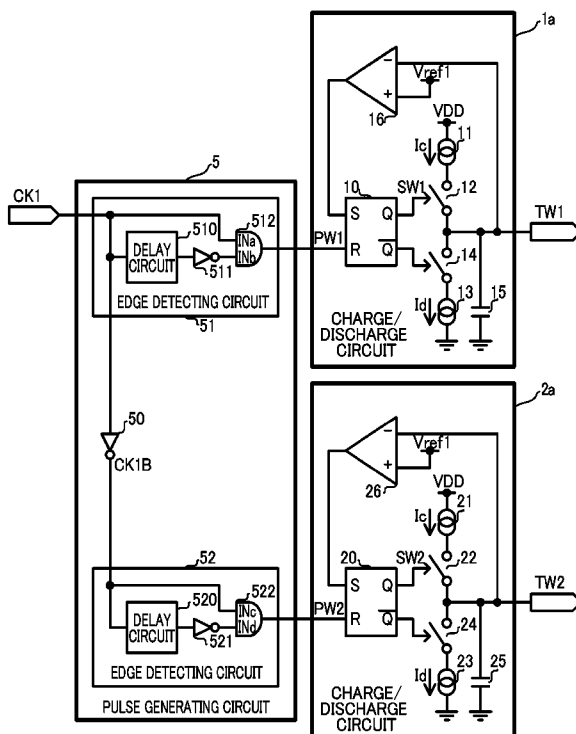 1a
Vref1
−
+
16
VDD
11
Ic
5
CK1
10
SW1
12
510
512
S
Q
TW1
DELAY
CIRCUIT
INa
INb
PW1
R
Q
14
511
13
15
EDGE DETECTING CIRCUIT
51
CHARGE/
DISCHARGE
CIRCUIT
Id
2a
50
CK1B
Vref1
−
+
26
VDD
21
Ic
52
20
SW2
22
520
522
S
Q
TW2
DELAY
CIRCUIT
INc
INd
PW2
R
Q
24
521
23
25
EDGE DETECTING CIRCUIT
Id
PULSE GENERATING CIRCUIT
CHARGE/
DISCHARGE
CIRCUIT